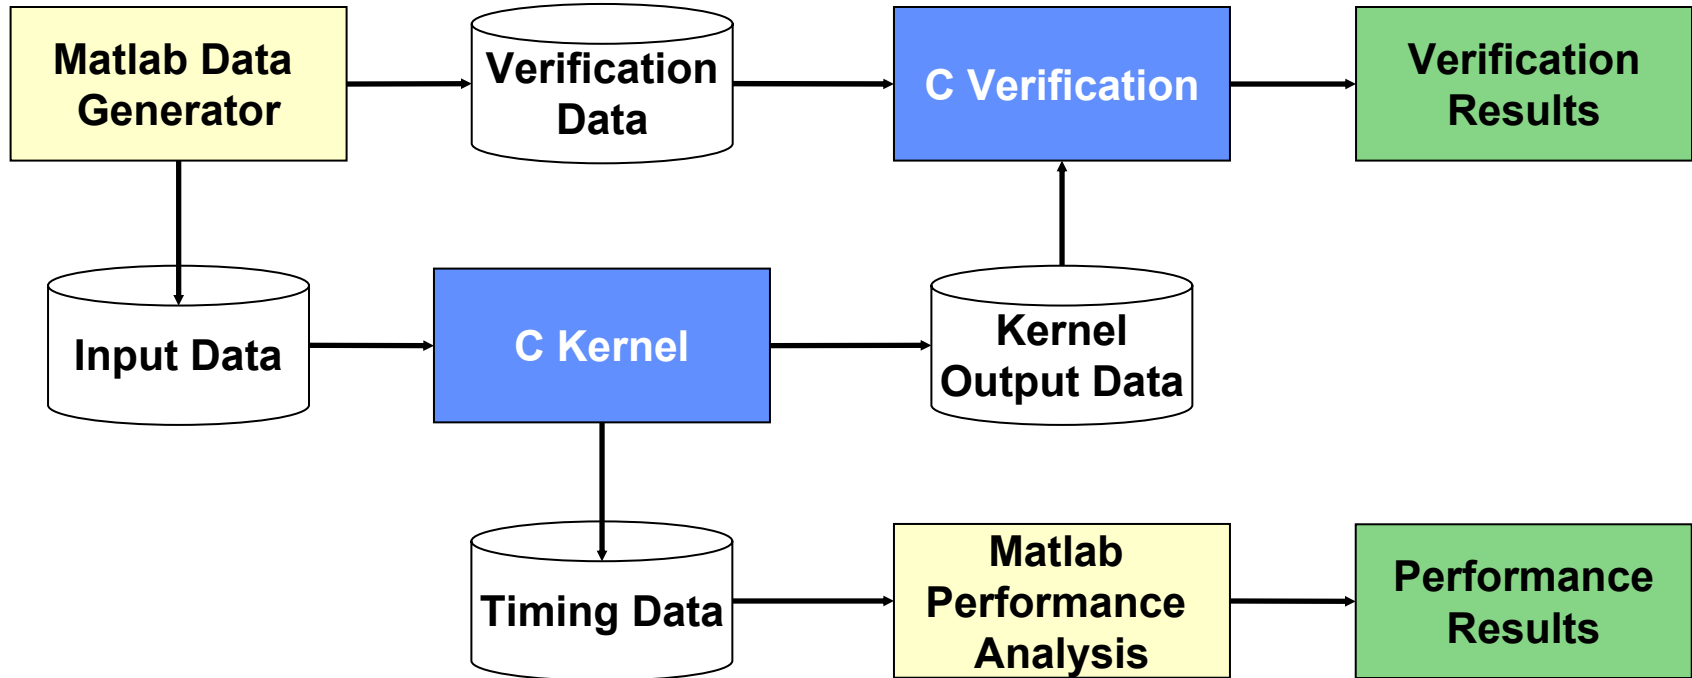 Matlab Data
Generator
Verification
Data
C Verification
Verification
Results
Input Data
C Kernel
Kernel
Output Data
Timing Data
Matlab
Performance
Analysis
Performance
Results